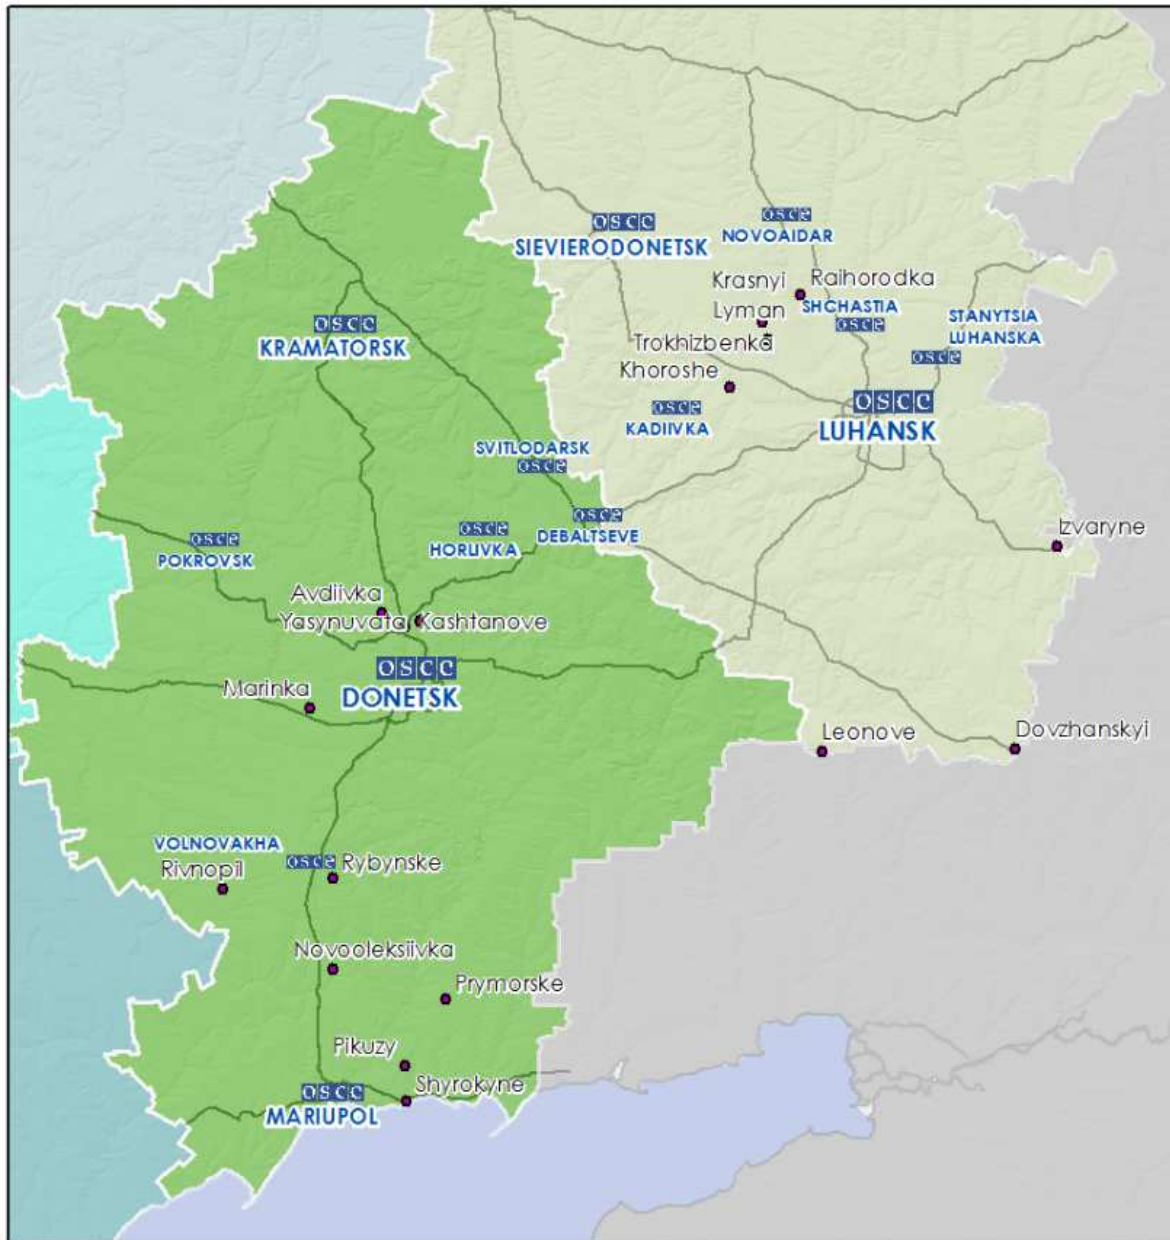 osce
NOVOAIDAR
osce
SIEVIERODONETSK
Krasnyi
Lyman
Raihorodka
SHCHASTIA
osce
STANYTSIA
LUHANSKA
osce
osce
KRAMATORSK
Trokhizbenka
Khoroshe
osce
KADIIVKA
osce
LUHANSK
SVITLODARSK
osce
osce
DEBALTSEVE
osce
HORLIVKA
osce
POKROVSK
Izvaryne
Avdiivka
Yasynuvata
Kashtanove
osce
DONETSK
Marinka
Leonove
Dovzhanskyi
VOLNOVAKHA
osce
Rivnopil
Rybynske
Novooleksiivka
Prymorske
Pikuzy
Shyrokyne
osce
MARIUPOL